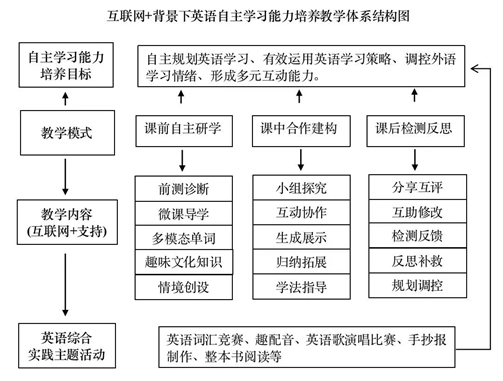 互联网+背景下英语自主学习能力培养教学体系结构图
自主学习能力
培养目标
自主规划英语学习、有效运用英语学习策略、调控外语
学习情绪、形成多元互动能力。
教学模式
课前自主研学
课中合作建构
课后检测反思
教学内容
(互联网+支持)
前测诊断
微课导学
多模态单词
趣味文化知识
情境创设
小组探究
互动协作
生成展示
归纳拓展
学法指导
分享互评
互助修改
检测反馈
反思补救
规划调控
英语综合
实践主题活动
英语词汇竞赛、趣配音、英语歌演唱比赛、手抄报
制作、整本书阅读等